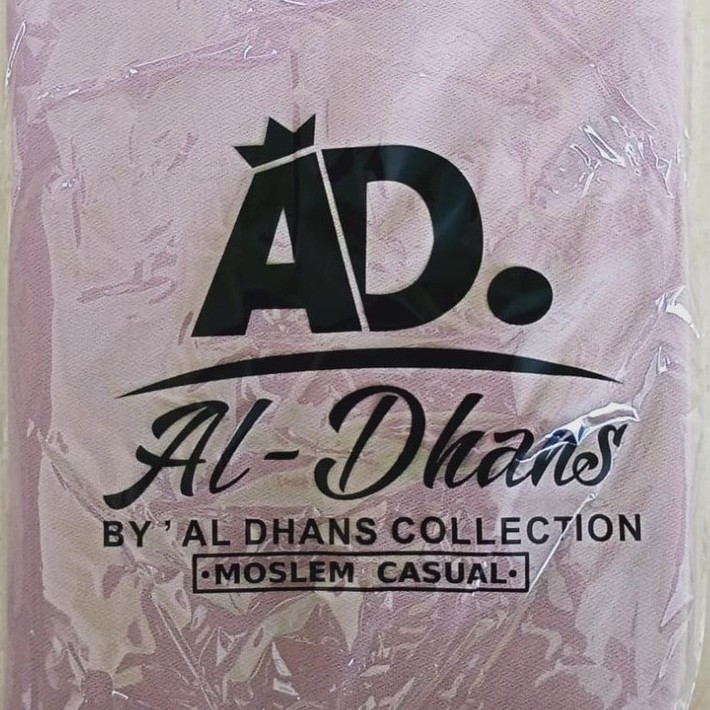 AD.
Al-Dhans
BY 'AL DHANS COLLECTION
·MOSLEM CASUAL·